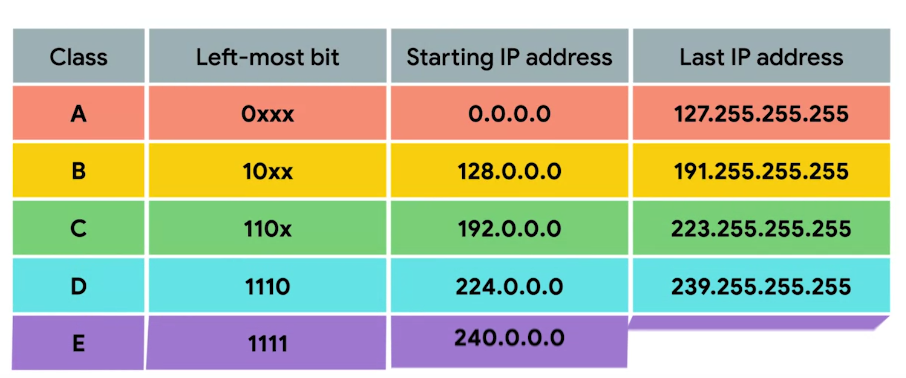 Class Left-most bit Starting IP address Last IP address
A 0xxx 0.0.0.0 127.255.255.255
B 10xx 128.0.0.0 191.255.255.255
C 110x 192.0.0.0 223.255.255.255
D 1110 224.0.0.0 239.255.255.255
E 1111 240.0.0.0